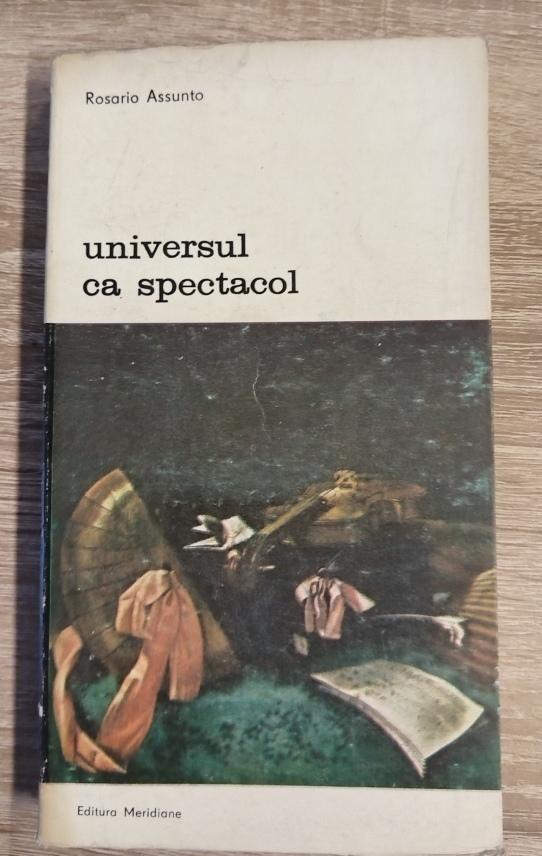 Rosario Assunto
universul
ca spectacol
Editura Meridiane